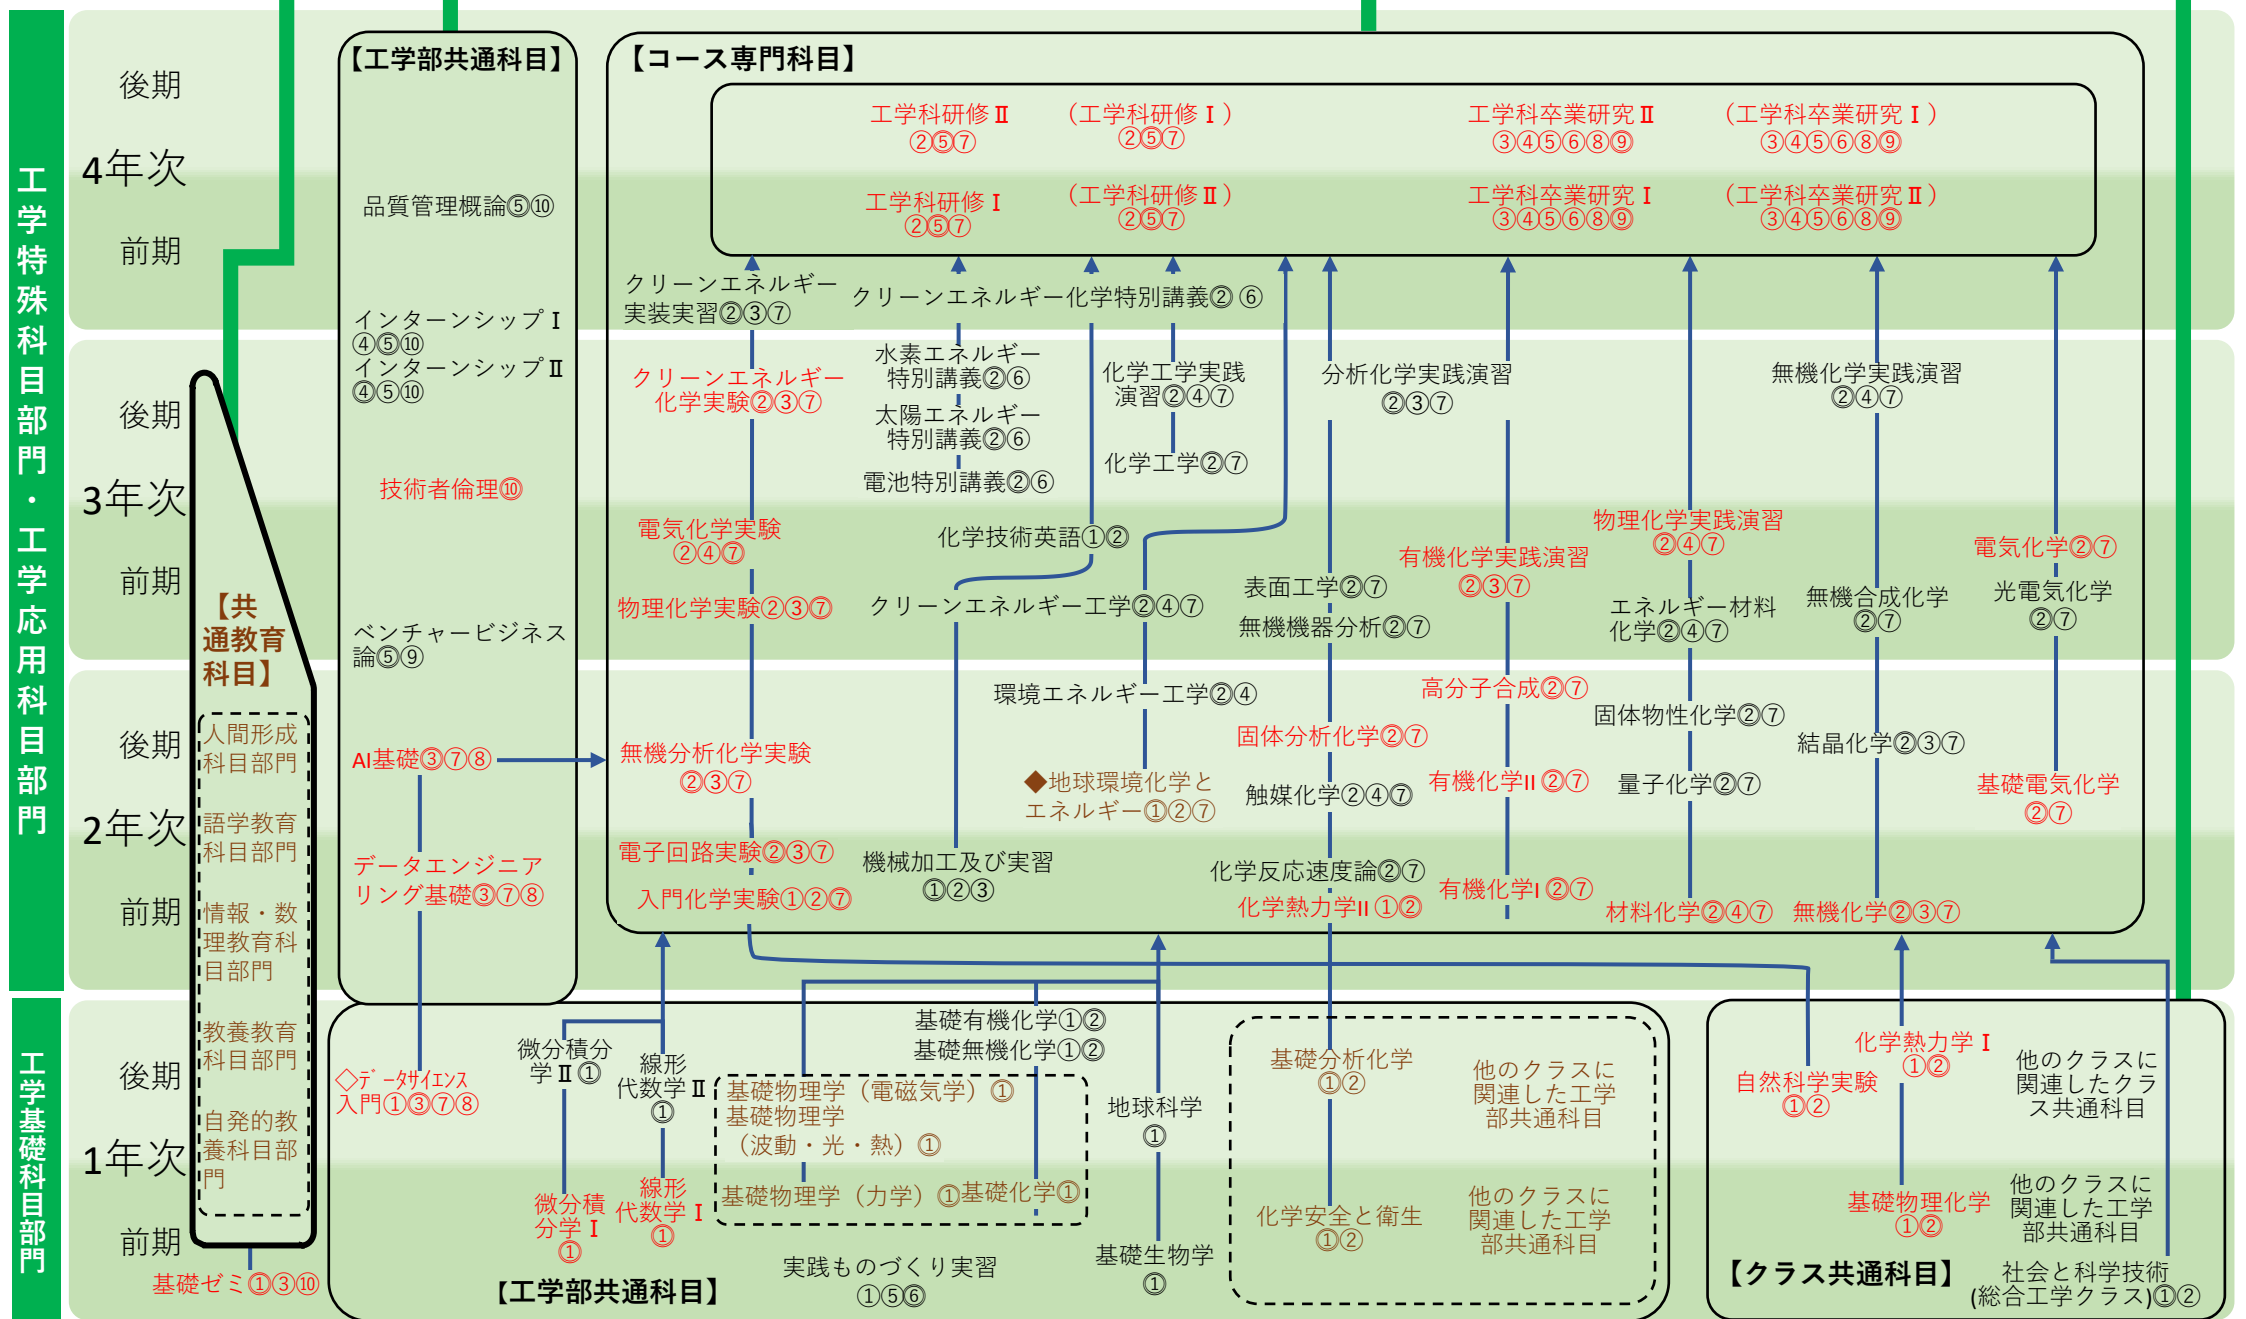 工学特殊科目部門・工学応用科目部門
工学基礎科目部門
後期
4年次
前期
後期
3年次
前期
後期
2年次
前期
後期
1年次
前期
【共
通教育
科目】
人間形成
科目部門
語学教育
科目部門
情報・数
理教育科
目部門
教養教育
科目部門
自発的教
養科目部
門
基礎ゼミ①③⑩
【工学部共通科目】
品質管理概論⑤⑩
インターンシップⅠ
④⑤⑩
インターンシップⅡ
④⑤⑩
技術者倫理⑩
ベンチャービジネス
論⑤⑨
AI基礎③⑦⑧
データエンジニア
リング基礎③⑦⑧
◇データサイエンス
入門①③⑦⑧
【コース専門科目】
工学科研修Ⅱ
②⑤⑦
（工学科研修Ⅰ）
②⑤⑦
工学科卒業研究Ⅱ
③④⑤⑥⑧⑨
（工学科卒業研究Ⅰ）
③④⑤⑥⑧⑨
工学科研修Ⅰ
②⑤⑦
（工学科研修Ⅱ）
②⑤⑦
工学科卒業研究Ⅰ
③④⑤⑥⑧⑨
（工学科卒業研究Ⅱ）
③④⑤⑥⑧⑨
クリーンエネルギー
実装実習②③⑦
クリーンエネルギー化学特別講義② ⑥
クリーンエネルギー
化学実験②③⑦
水素エネルギー
特別講義②⑥
太陽エネルギー
特別講義②⑥
電池特別講義②⑥
化学工学実践
演習②④⑦
化学工学②⑦
分析化学実践演習
②③⑦
無機化学実践演習
②④⑦
電気化学実験
②④⑦
物理化学実験②③⑦
化学技術英語①②
クリーンエネルギー工学②④⑦
表面工学②⑦
無機機器分析②⑦
有機化学実践演習
②③⑦
物理化学実践演習
②④⑦
エネルギー材料
化学②④⑦
無機合成化学
②⑦
電気化学②⑦
光電気化学
②⑦
無機分析化学実験
②③⑦
環境エネルギー工学②④
◆地球環境化学と
エネルギー①②⑦
固体分析化学②⑦
触媒化学②④⑦
高分子合成②⑦
有機化学II ②⑦
固体物性化学②⑦
量子化学②⑦
結晶化学②③⑦
基礎電気化学
②⑦
電子回路実験②③⑦
入門化学実験①②⑦
機械加工及び実習
①②③
化学反応速度論②⑦
化学熱力学II ①②
有機化学I ②⑦
材料化学②④⑦
無機化学②③⑦
微分積分
学Ⅱ①
線形
代数学Ⅱ
①
基礎有機化学①②
基礎無機化学①②
基礎物理学（電磁気学）①
基礎物理学
（波動・光・熱）①
基礎物理学（力学）①
基礎化学①
地球科学
①
基礎分析化学
①②
他のクラスに
関連した工学
部共通科目
微分積
分学Ⅰ
①
線形
代数学Ⅰ
①
実践ものづくり実習
①⑤⑥
基礎生物学
①
化学安全と衛生
①②
他のクラスに
関連した工学
部共通科目
【工学部共通科目】
自然科学実験
①②
化学熱力学Ⅰ
①②
他のクラスに
関連したクラ
ス共通科目
基礎物理化学
①②
他のクラスに
関連した工学
部共通科目
【クラス共通科目】
社会と科学技術
(総合工学クラス)①②